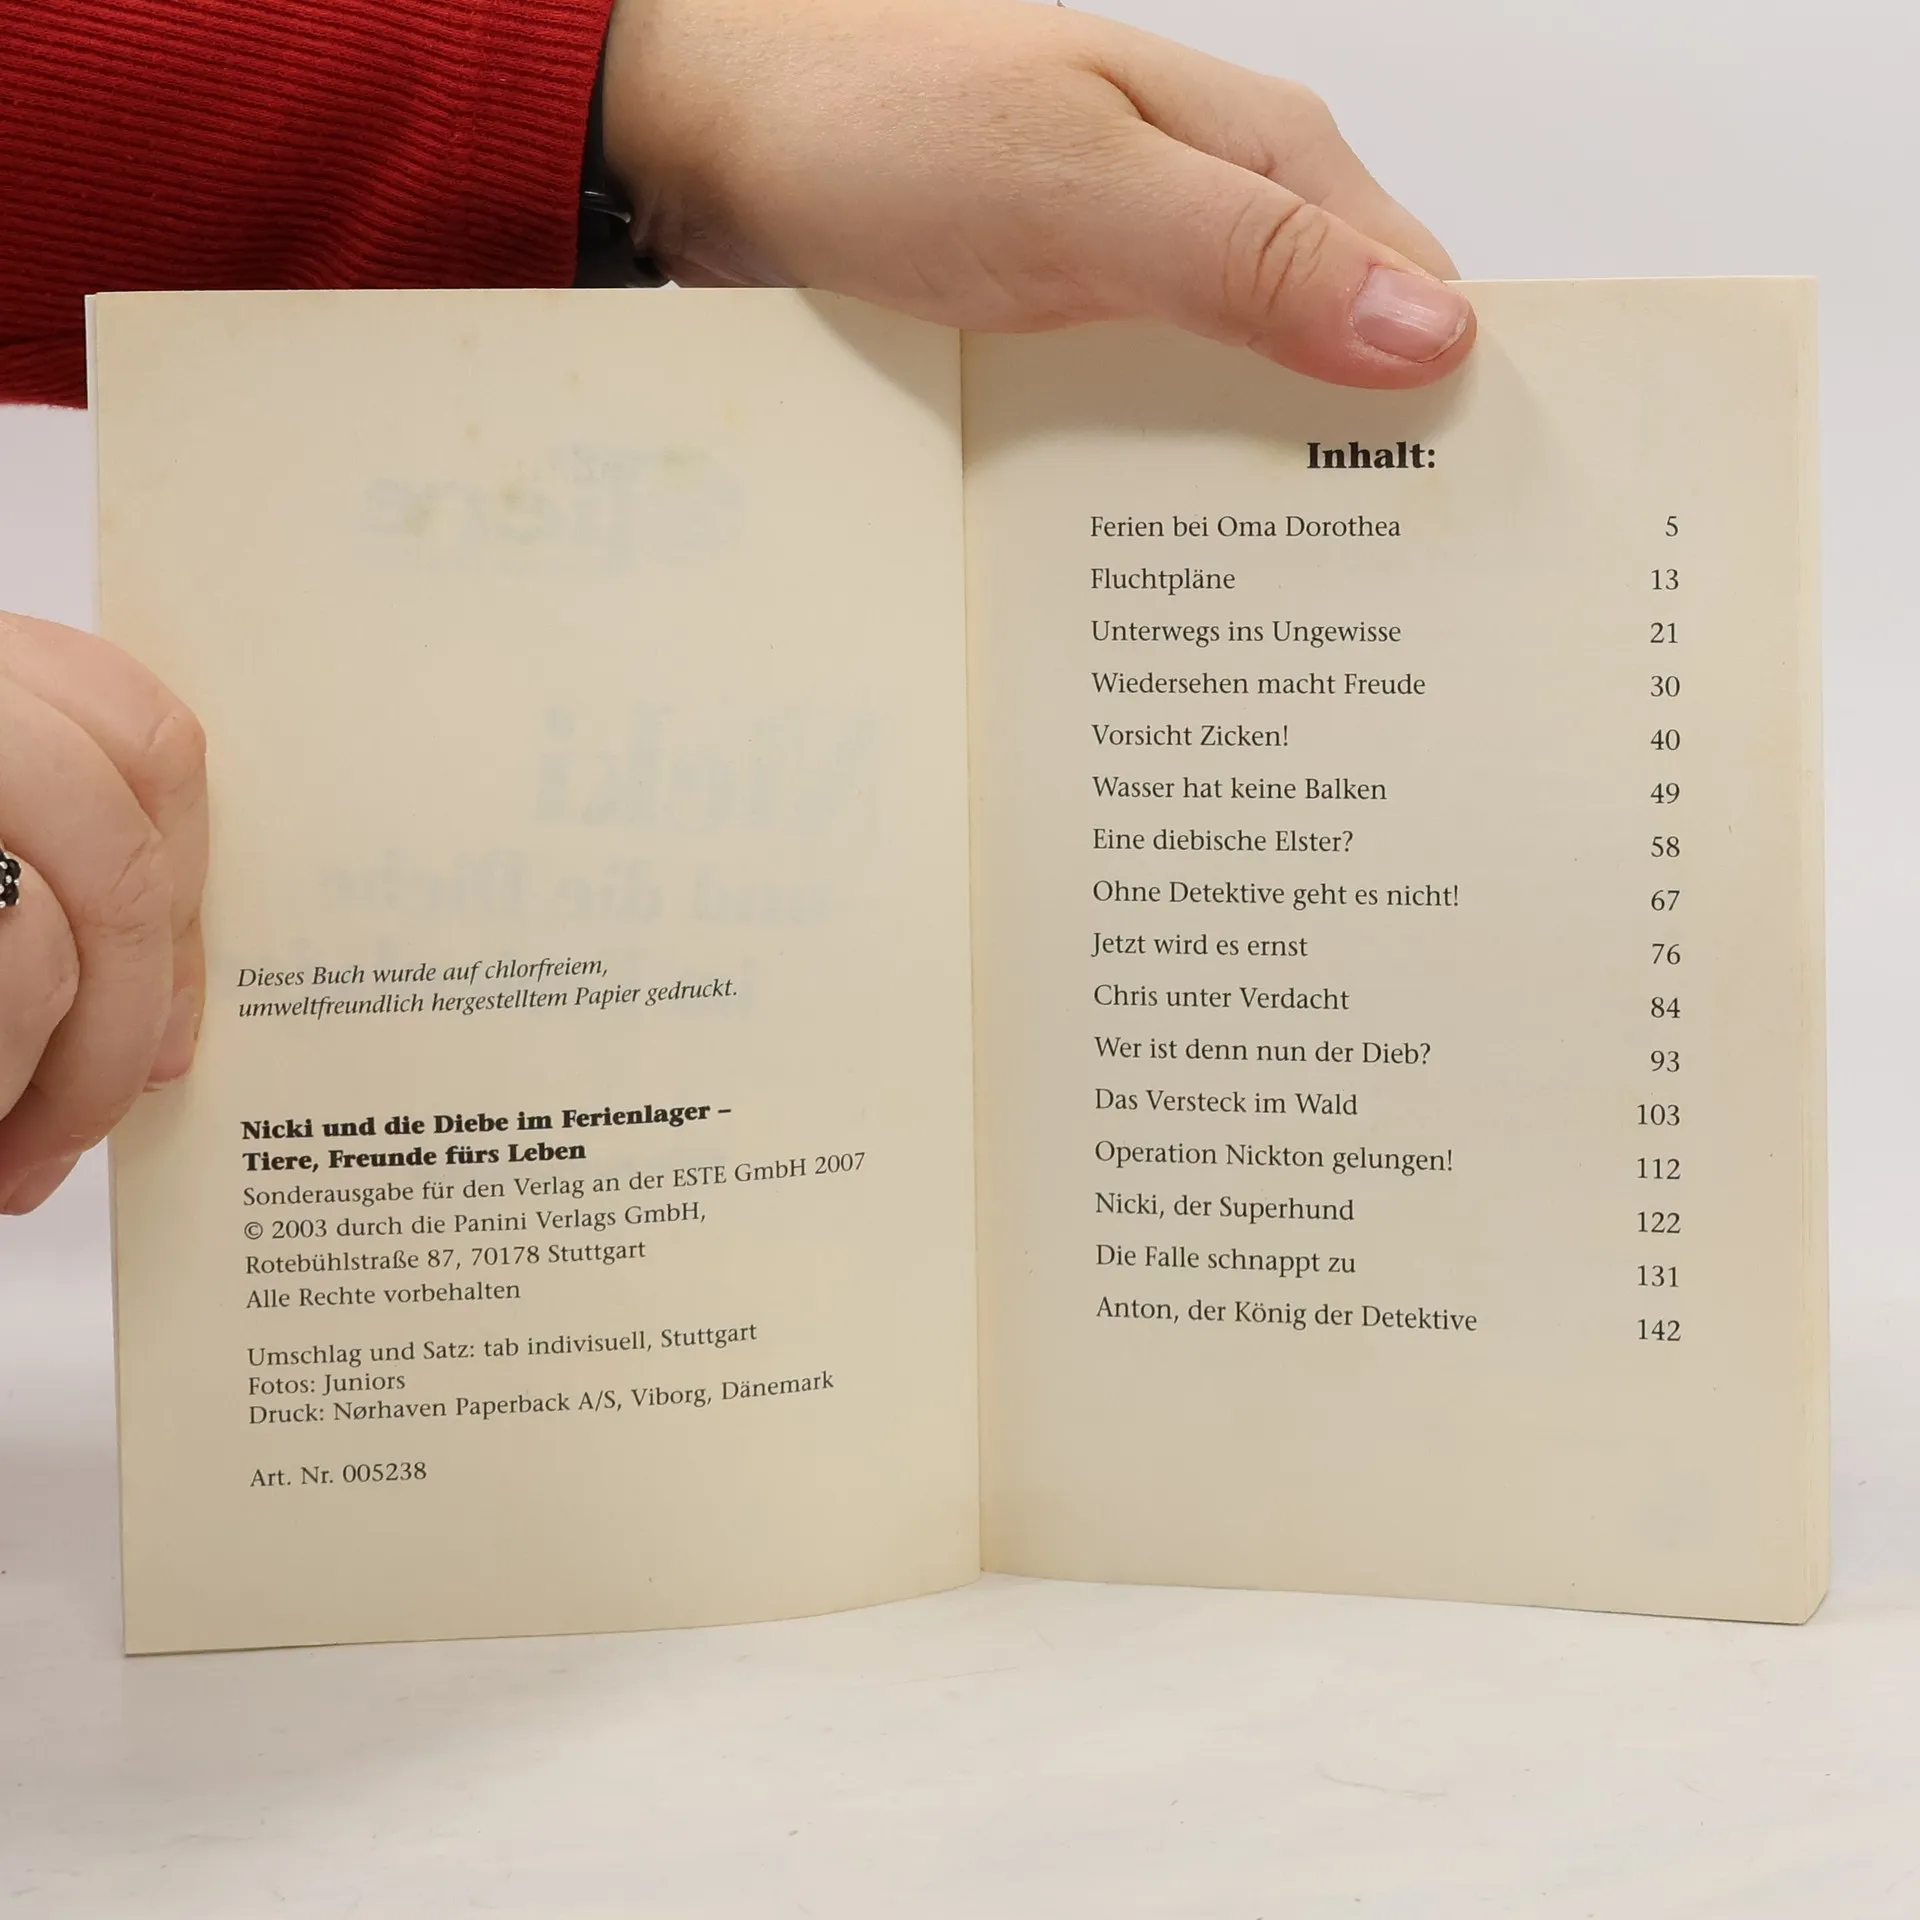 Dieses Buch wurde auf chlorfreiem,
umweltfreundlich hergestelltem Papier gedruckt.
Nicki und die Diebe im Ferienlager –
Tiere, Freunde fürs Leben
Sonderausgabe für den Verlag an der ESTE GmbH 2007
© 2003 durch die Panini Verlags GmbH,
Rotebühlstraße 87, 70178 Stuttgart
Alle Rechte vorbehalten
Umschlag und Satz: tab indivisuell, Stuttgart
Fotos: Juniors
Druck: Nørhaven Paperback A/S, Viborg, Dänemark
Art. Nr. 005238
Inhalt:
Ferien bei Oma Dorothea 5
Fluchtpläne 13
Unterwegs ins Ungewisse 21
Wiedersehen macht Freude 30
Vorsicht Zicken! 40
Wasser hat keine Balken 49
Eine diebische Elster? 58
Ohne Detektive geht es nicht! 67
Jetzt wird es ernst 76
Chris unter Verdacht 84
Wer ist denn nun der Dieb? 93
Das Versteck im Wald 103
Operation Nickton gelungen! 112
Nicki, der Superhund 122
Die Falle schnappt zu 131
Anton, der König der Detektive 142